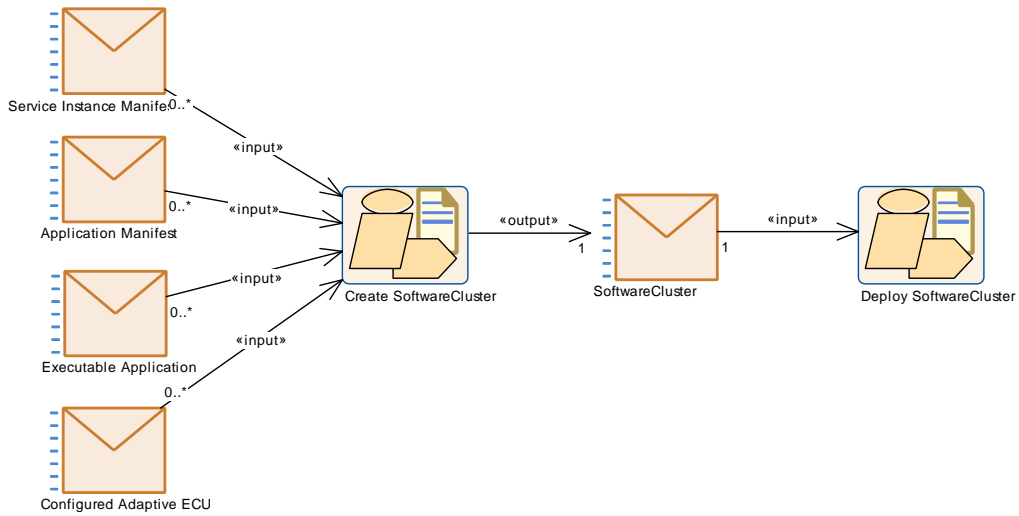 0..*
Service Instance Manifest
«input»
Application Manifest
0..*
«input»
Executable Application
0..*
«input»
Configured Adaptive ECU
0..*
«input»
Create SoftwareCluster
«output»
1
SoftwareCluster
1
«input»
Deploy SoftwareCluster